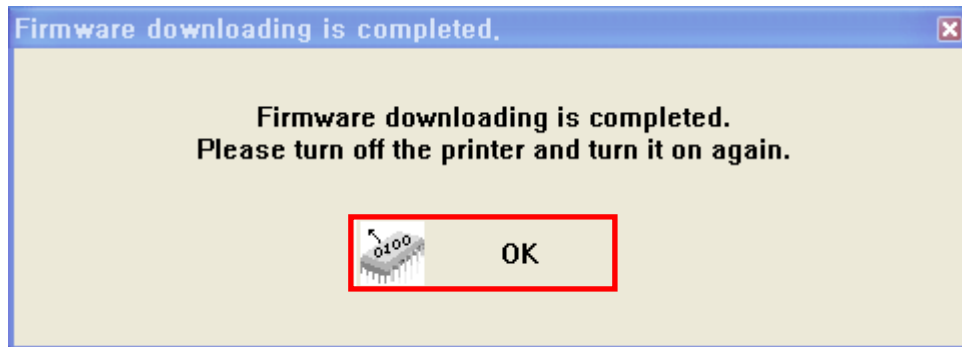 Firmware downloading is completed.
Firmware downloading is completed.
Please turn off the printer and turn it on again.
0100
OK